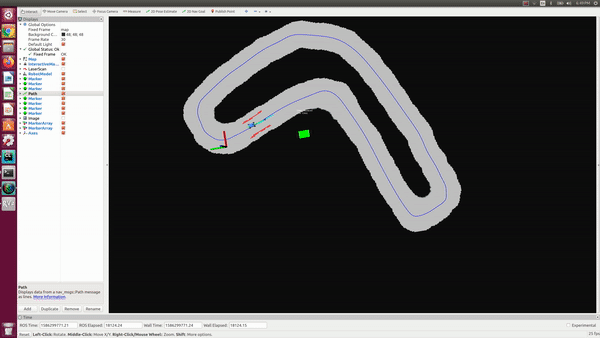 Interact Move Camera Select Focus Camera Measure 2D Pose Estimate 2D Nav Goal Publish Point
Displays
Global Options
Fixed Frame map
Background C... 48; 48; 48
Frame Rate 30
Default Light
Global Status: Ok
Fixed Frame OK
Map
InteractiveMa...
LaserScan
RobotModel
Marker
Marker
Marker
Path
Marker
Marker
Marker
Marker
Image
MarkerArray
MarkerArray
Axes
Path
Displays data from a nav_msgs::Path message
as lines. More Information.
Add Duplicate Remove Rename
Time
ROS Time: 1586299771.21 ROS Elapsed: 18124.24 Wall Time: 1586299771.24 Wall Elapsed: 18124.15 Experimental
Reset Left-Click: Rotate. Middle-Click: Move X/Y. Right-Click/Mouse Wheel: Zoom. Shift: More options. 23 fps